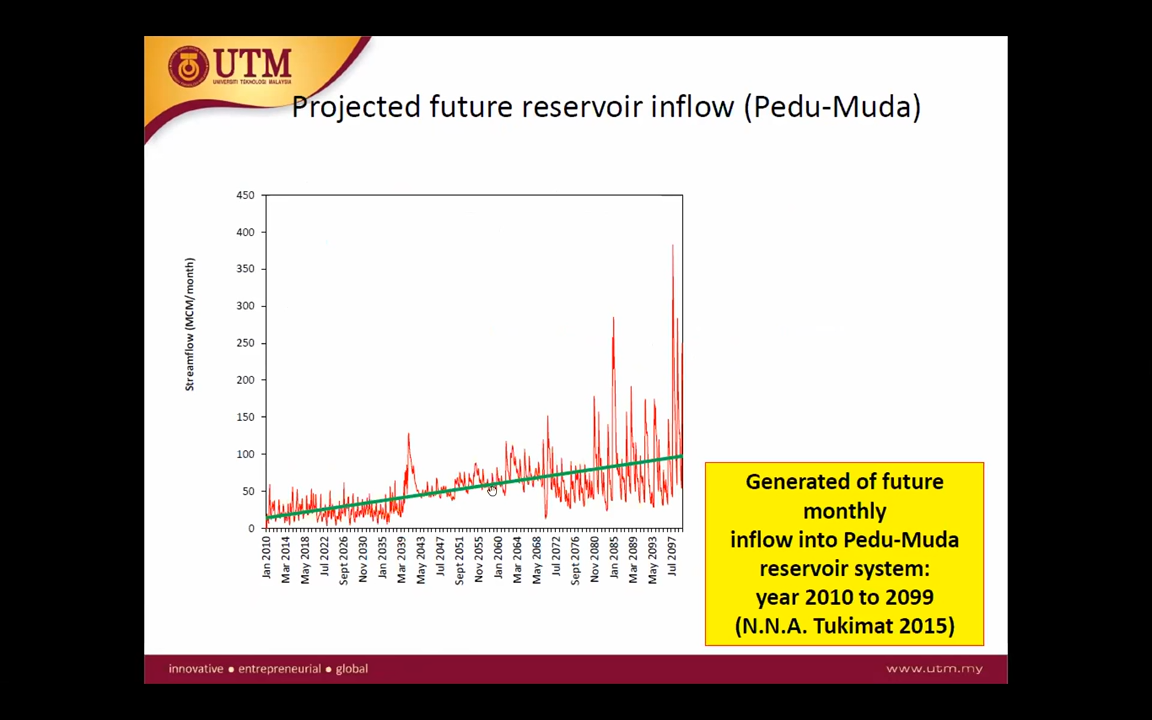 UTM
UNIVERSITI TEKNOLOGI MALAYSIA
Projected future reservoir inflow (Pedu-Muda)
Streamflow (MCM/month)
450
400
350
300
250
200
150
100
50
0
Jan 2010
Mar 2014
May 2018
Jul 2022
Sept 2026
Nov 2030
Jan 2035
Mar 2039
May 2043
Jul 2047
Sept 2051
Nov 2055
Jan 2060
Mar 2064
May 2068
Jul 2072
Sept 2076
Nov 2080
Jan 2085
Mar 2089
May 2093
Jul 2097
Generated of future
monthly
inflow into Pedu-Muda
reservoir system:
year 2010 to 2099
(N.N.A. Tukimat 2015)
innovative ● entrepreneurial ● global
www.utm.my